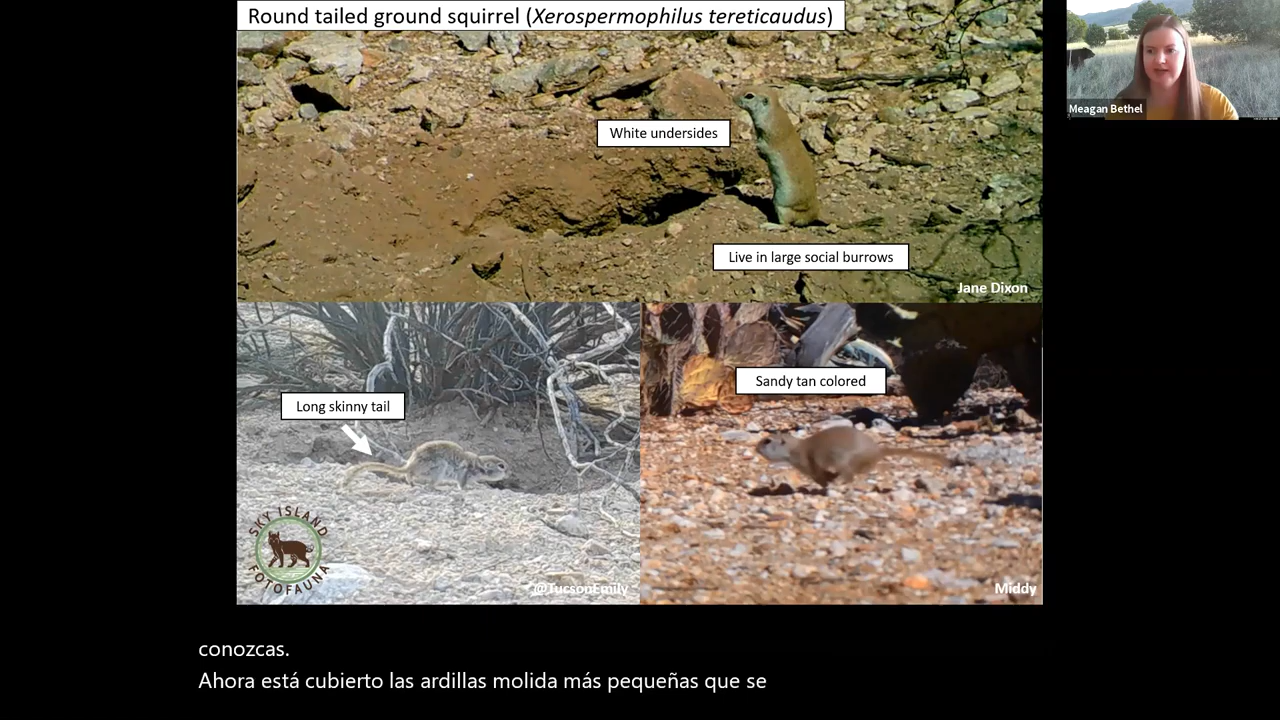 Round tailed ground squirrel (Xerospermophilus tereticaudus)
Meagan Bethel
White undersides
Live in large social burrows
Jane Dixon
Long skinny tail
Sandy tan colored
SKY ISLAND
FOTOFAUNA
@TucsonEmily
Middy
conozcas.
Ahora está cubierto las ardillas molida más pequeñas que se